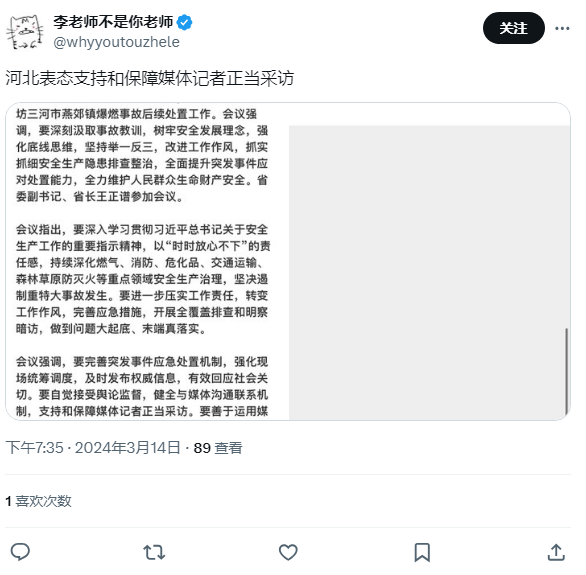 李老师不是你老师
@whyyoutouzhele
关注
河北表态支持和保障媒体记者正当采访
坊三河市燕郊镇爆燃事故后续处置工作。会议强
调，要深刻汲取事故教训，树牢安全发展理念，强
化底线思维，坚持举一反三，改进工作作风，抓实
抓细安全生产隐患排查整治，全面提升突发事件应
对处置能力，全力维护人民群众生命财产安全。省
委副书记、省长王正谱参加会议。
会议指出，要深入学习贯彻习近平总书记关于安全
生产工作的重要指示精神，以“时时放心不下”的责
任感，持续深化燃气、消防、危化品、交通运输、
森林草原防灭火等重点领域安全生产治理，坚决遏
制重特大事故发生。要进一步压实工作责任，转变
工作作风，完善应急措施，开展全覆盖排查和明察
暗访，做到问题大起底、末端真落实。
会议强调，要完善突发事件应急处置机制，强化现
场统筹调度，及时发布权威信息，有效回应社会关
切。要自觉接受舆论监督，健全与媒体沟通联系机
制，支持和保障媒体记者正当采访。要善于运用媒
下午7:35 · 2024年3月14日 · 89 查看
1 喜欢次数